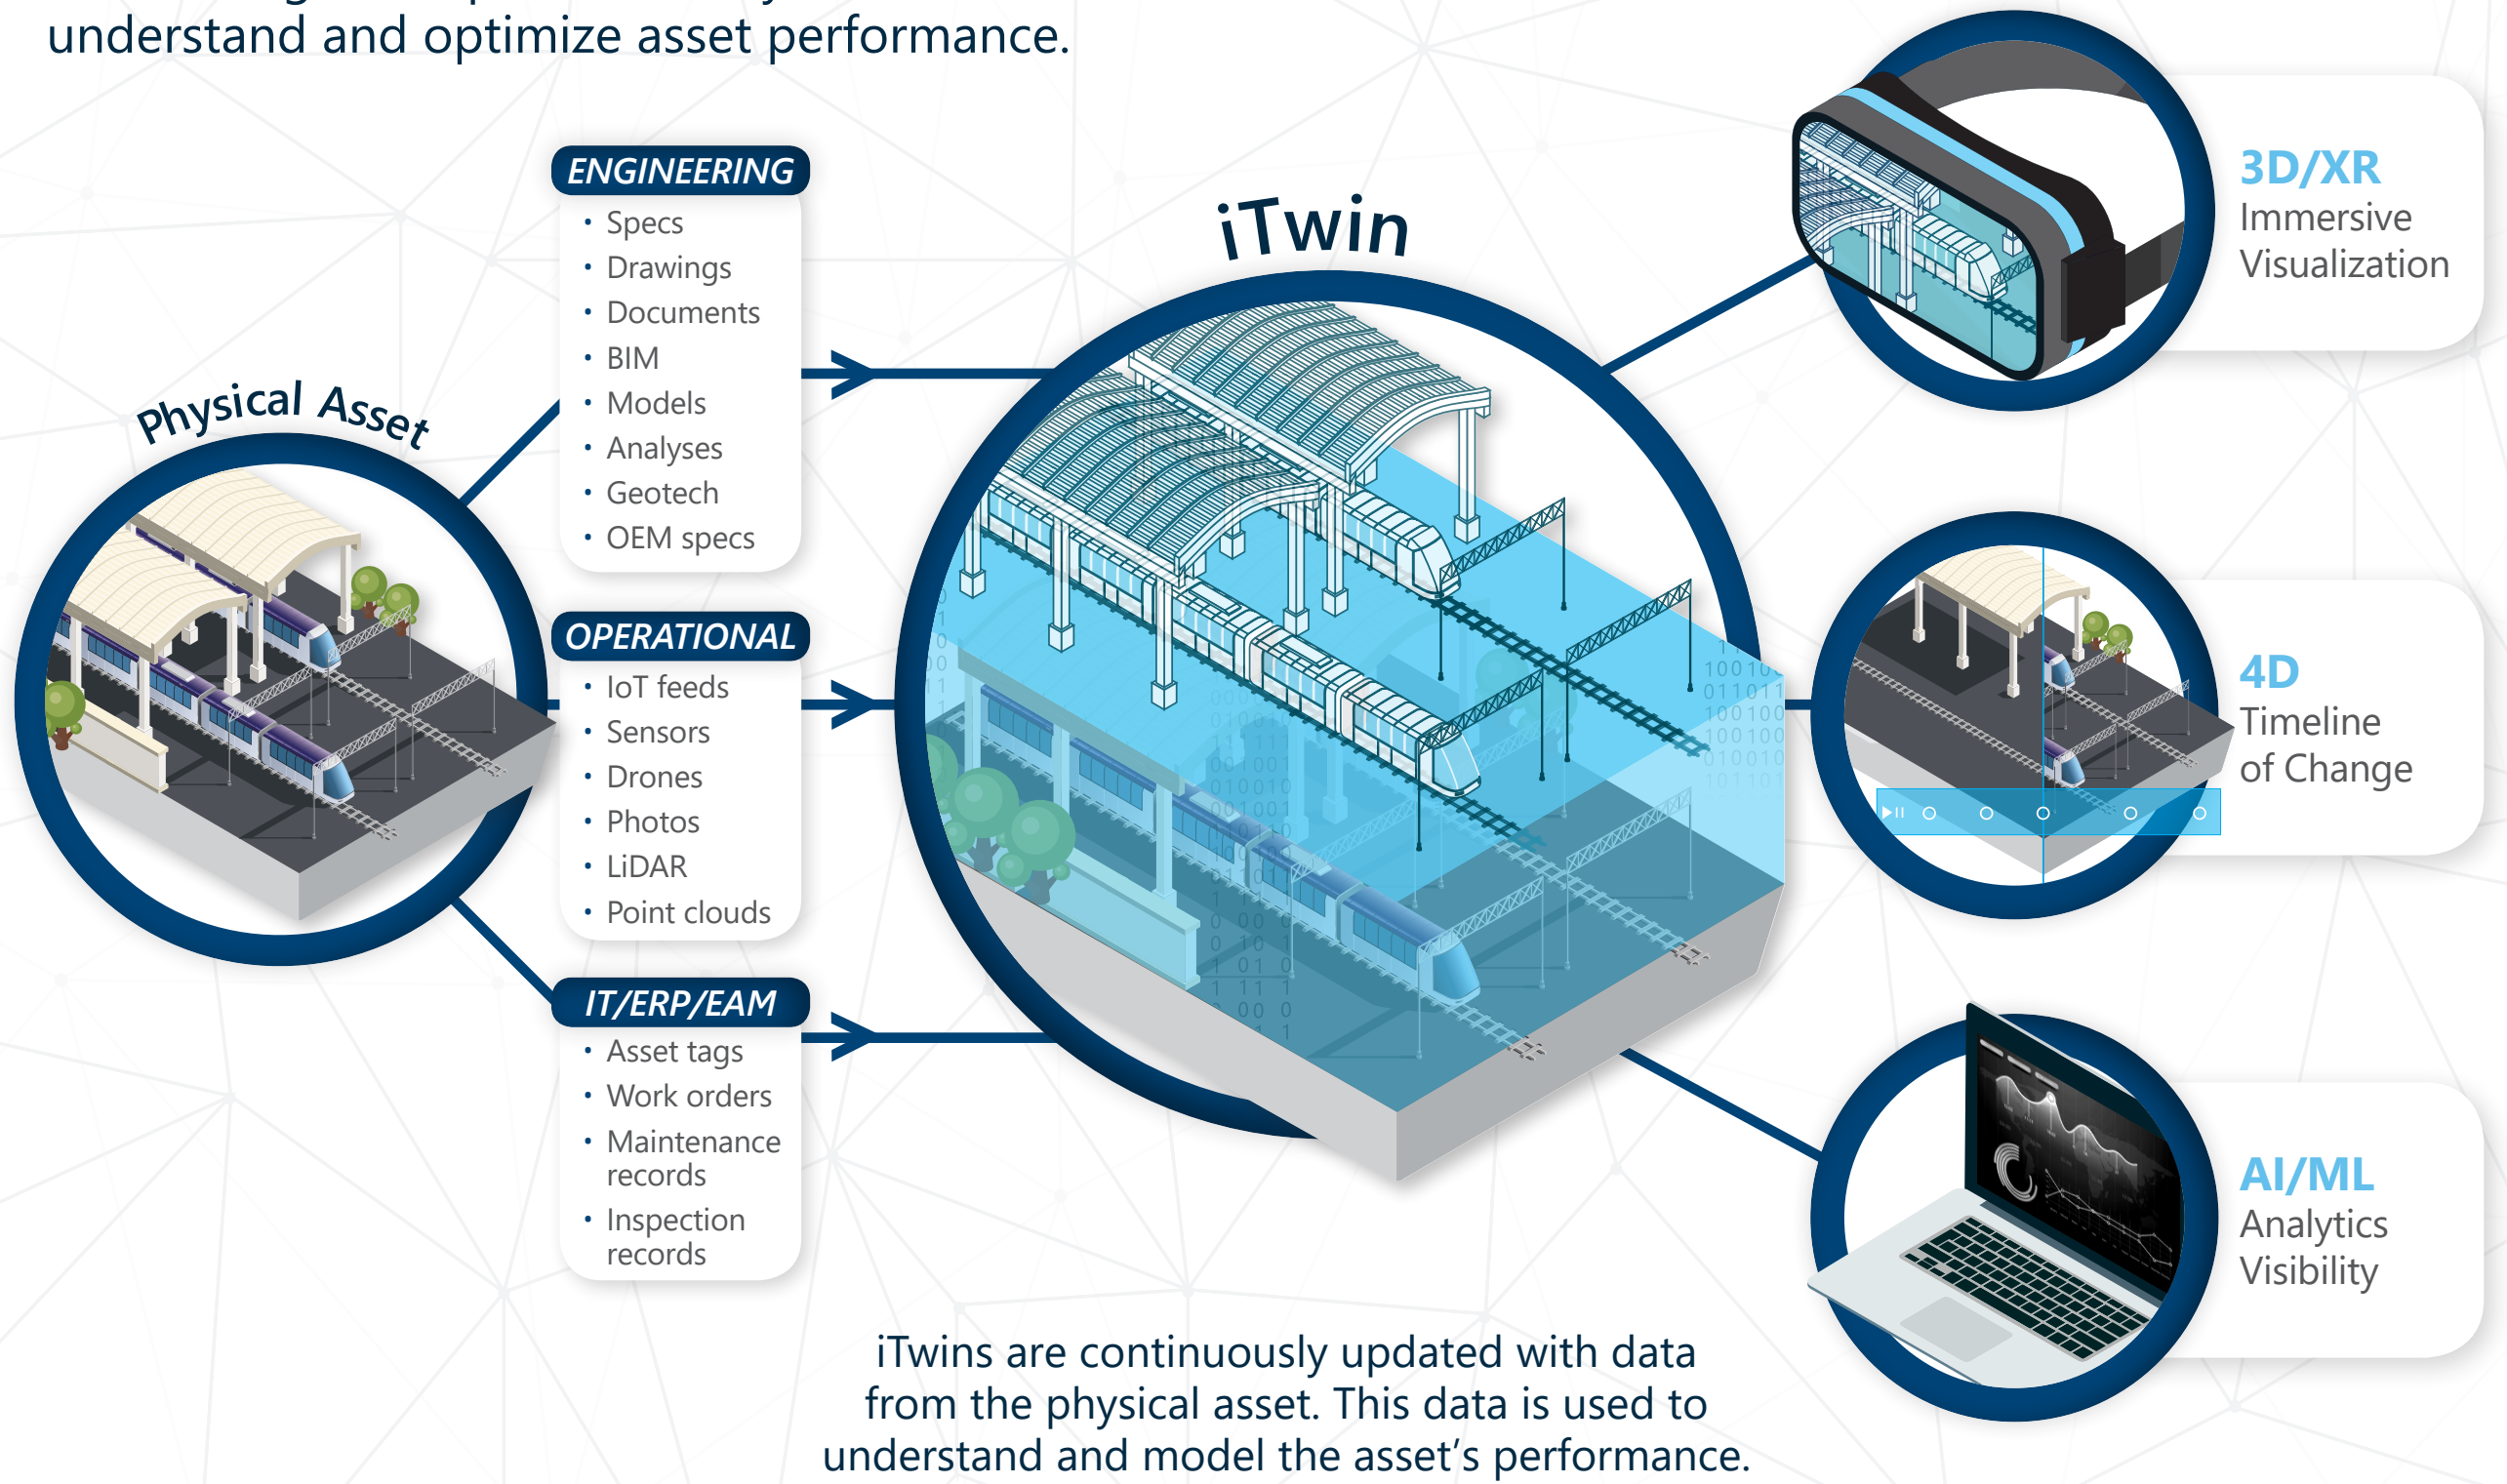 understand and optimize asset performance.
Physical Asset
ENGINEERING
• Specs
• Drawings
• Documents
• BIM
• Models
• Analyses
• Geotech
• OEM specs
OPERATIONAL
• IoT feeds
• Sensors
• Drones
• Photos
• LiDAR
• Point clouds
IT/ERP/EAM
• Asset tags
• Work orders
• Maintenance
records
• Inspection
records
iTwin
3D/XR
Immersive
Visualization
4D
Timeline
of Change
AI/ML
Analytics
Visibility
iTwins are continuously updated with data
from the physical asset. This data is used to
understand and model the asset's performance.